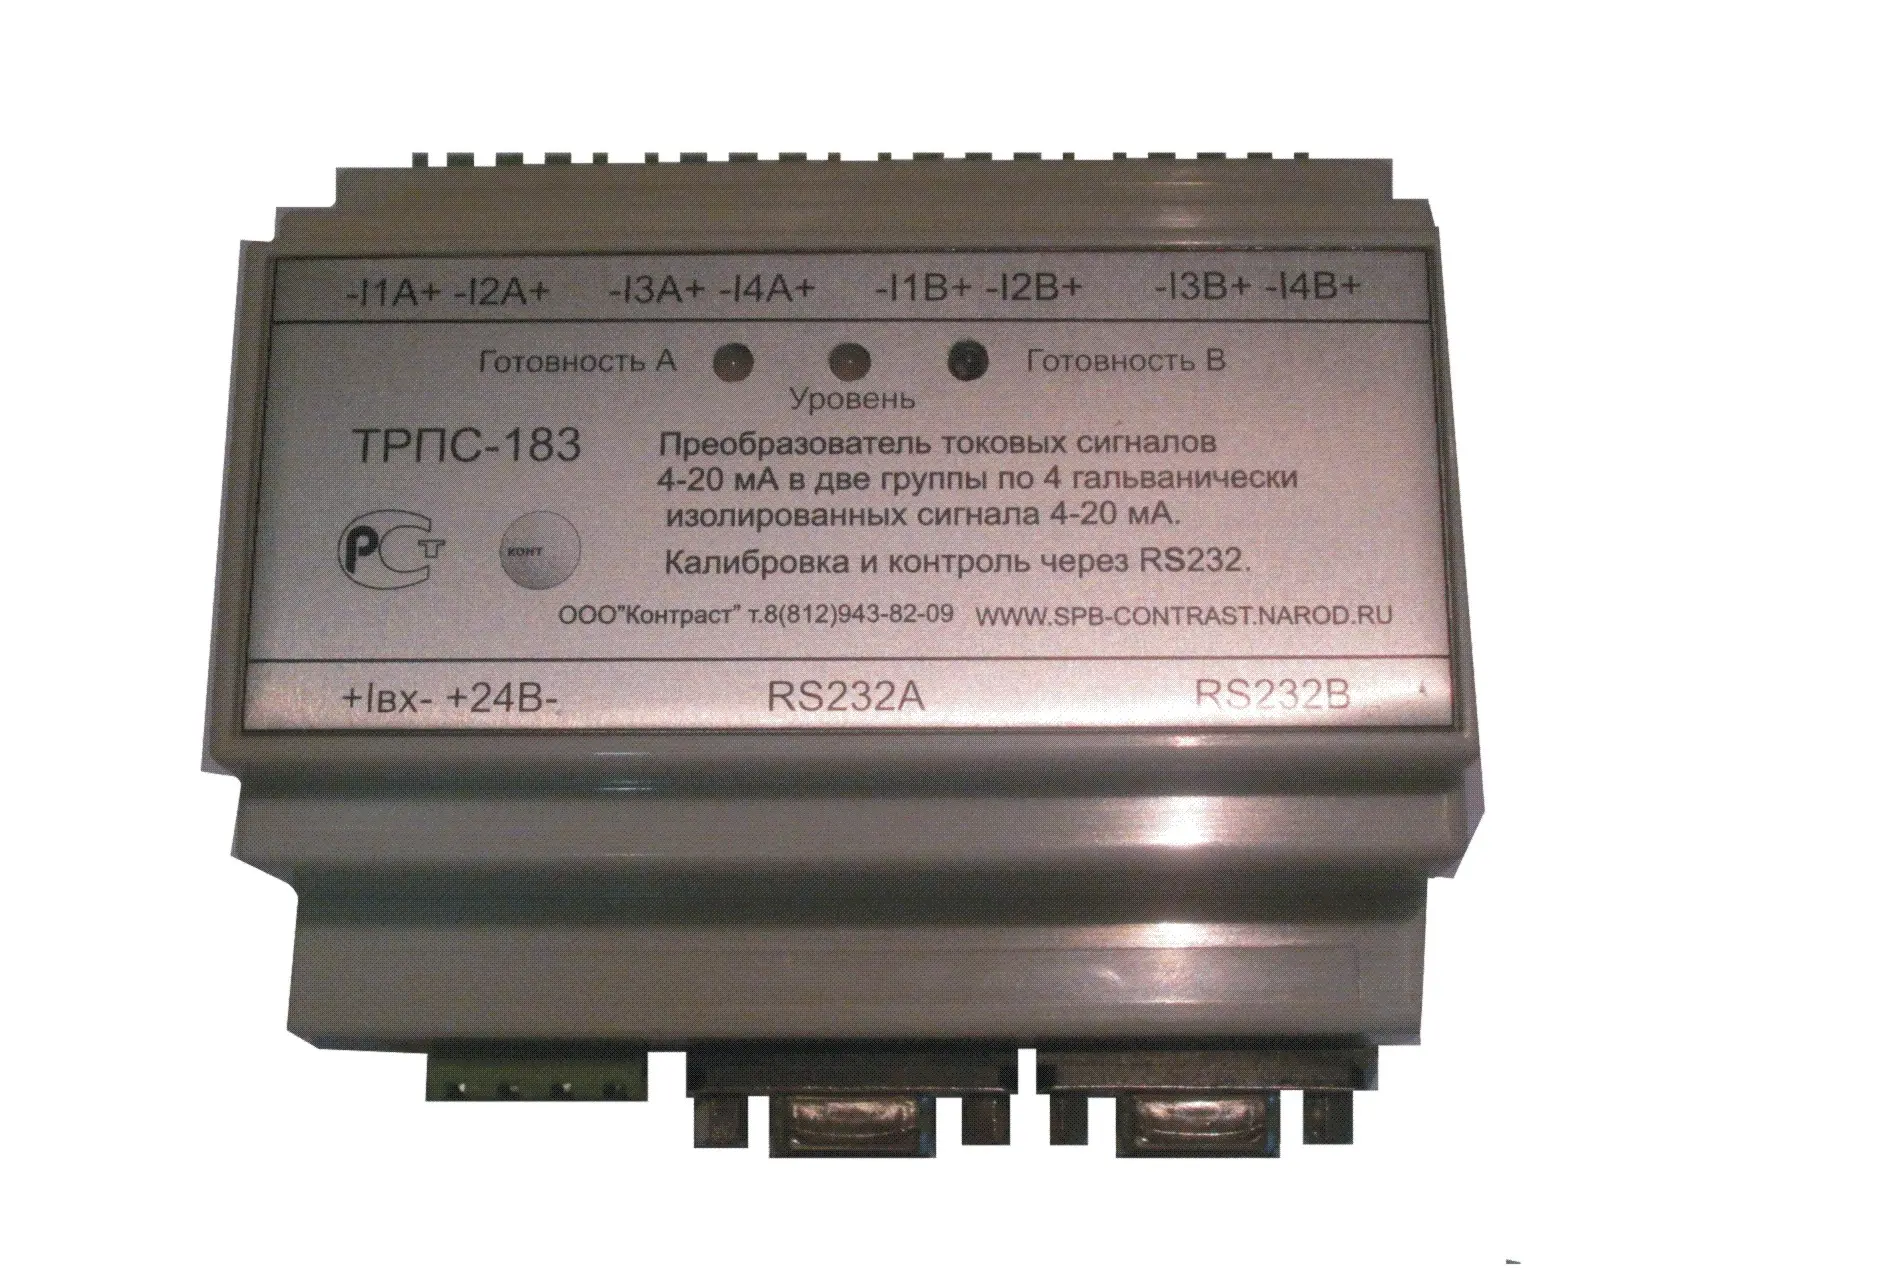 -I1A+ -I2A+ -I3A+ -I4A+ -I1B+ -I2B+ -I3B+ -I4B+
Готовность А Готовность В
Уровень
ТРПС-183
Преобразователь токовых сигналов
4-20 мА в две группы по 4 гальванически
изолированных сигнала 4-20 мА.
РСТ
КОНТ
Калибровка и контроль через RS232.
ООО"Контраст" т.8(812)943-82-09 WWW.SPB-CONTRAST.NAROD.RU
+Iвх- +24В- RS232A RS232B